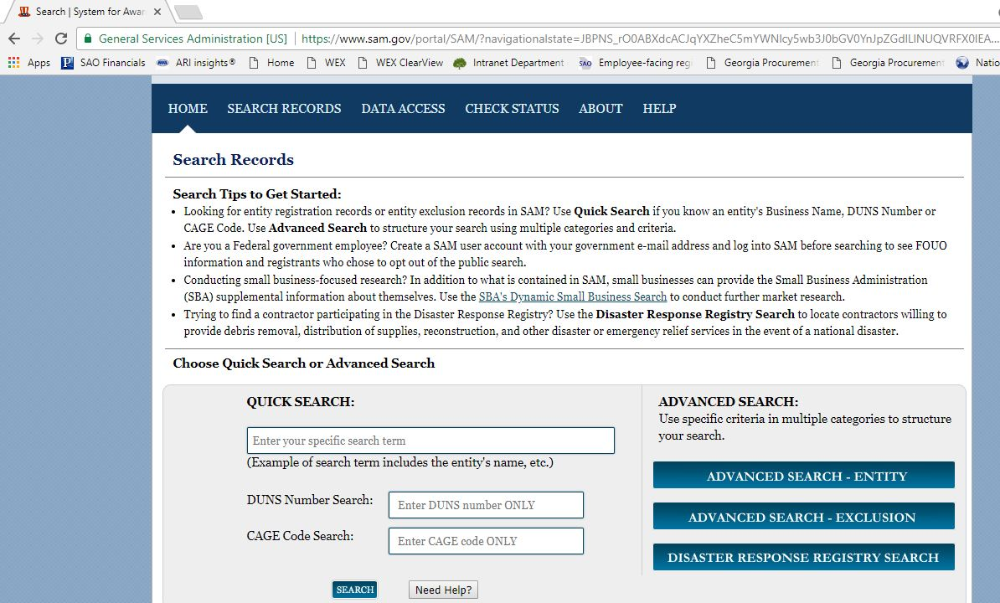 Search | System for Awar
General Services Administration [US]
https://www.sam.gov/portal/SAM/?navigationalstate=
Apps
SAO Financials
ARI insights®
Home
WEX
WEX ClearView
Intranet Department
SAO
Employee-facing regi
Georgia Procurement
Georgia Procurement
Natio
HOME
SEARCH RECORDS
DATA ACCESS
CHECK STATUS
ABOUT
HELP
Search Records
Search Tips to Get Started:
• Looking for entity registration records or entity exclusion records in SAM? Use Quick Search if you know an entity's Business Name, DUNS Number or
CAGE Code. Use Advanced Search to structure your search using multiple categories and criteria.
• Are you a Federal government employee? Create a SAM user account with your government e-mail address and log into SAM before searching to see FOUO
information and registrants who chose to opt out of the public search.
• Conducting small business-focused research? In addition to what is contained in SAM, small businesses can provide the Small Business Administration
(SBA) supplemental information about themselves. Use the SBA's Dynamic Small Business Search to conduct further market research.
• Trying to find a contractor participating in the Disaster Response Registry? Use the Disaster Response Registry Search to locate contractors willing to
provide debris removal, distribution of supplies, reconstruction, and other disaster or emergency relief services in the event of a national disaster.
Choose Quick Search or Advanced Search
QUICK SEARCH:
Enter your specific search term
(Example of search term includes the entity's name, etc.)
DUNS Number Search:
Enter DUNS number ONLY
CAGE Code Search:
Enter CAGE code ONLY
SEARCH
Need Help?
ADVANCED SEARCH:
Use specific criteria in multiple categories to structure
your search.
ADVANCED SEARCH - ENTITY
ADVANCED SEARCH - EXCLUSION
DISASTER RESPONSE REGISTRY SEARCH